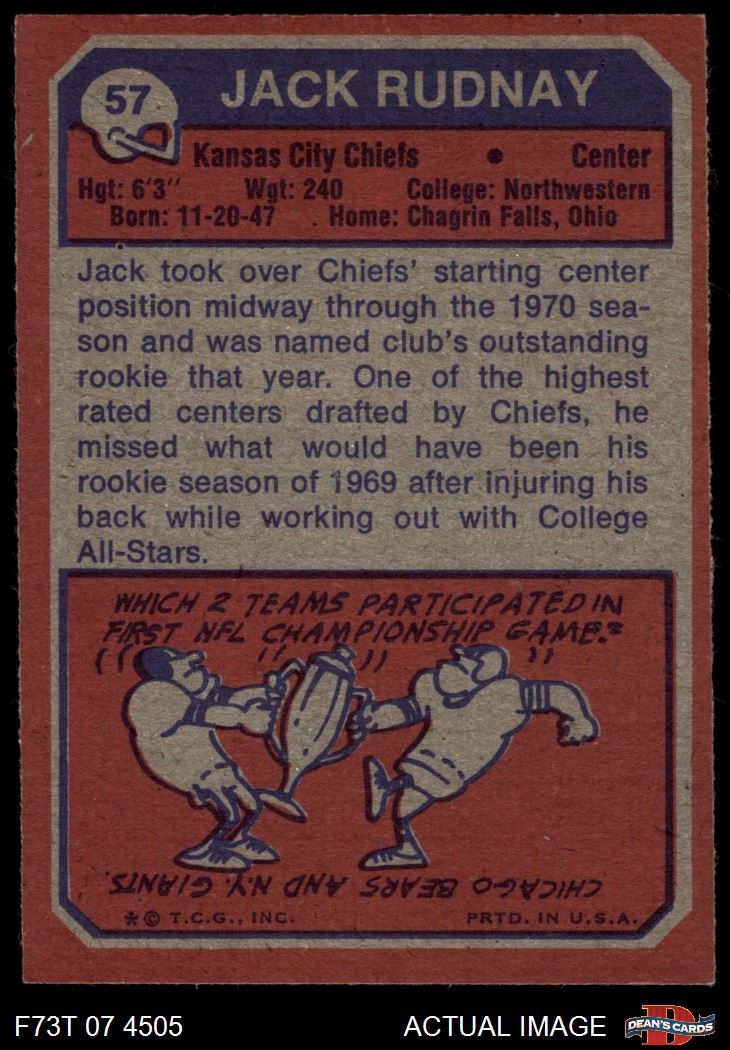 57
JACK RUDNAY
Kansas City Chiefs • Center
Hgt: 6'3" Wgt: 240 College: Northwestern
Born: 11-20-47 Home: Chagrin Falls, Ohio
Jack took over Chiefs' starting center
position midway through the 1970 sea-
son and was named club's outstanding
rookie that year. One of the highest
rated centers drafted by Chiefs, he
missed what would have been his
rookie season of 1969 after injuring his
back while working out with College
All-Stars.
WHICH 2 TEAMS PARTICIPATED IN
FIRST NFL CHAMPIONSHIP GAME?
CHICAGO BEARS AND N.Y. GIANTS.
* © T.C.G., INC. PRTD. IN U.S.A.
F73T 07 4505 ACTUAL IMAGE
D
DEAN'S CARDS